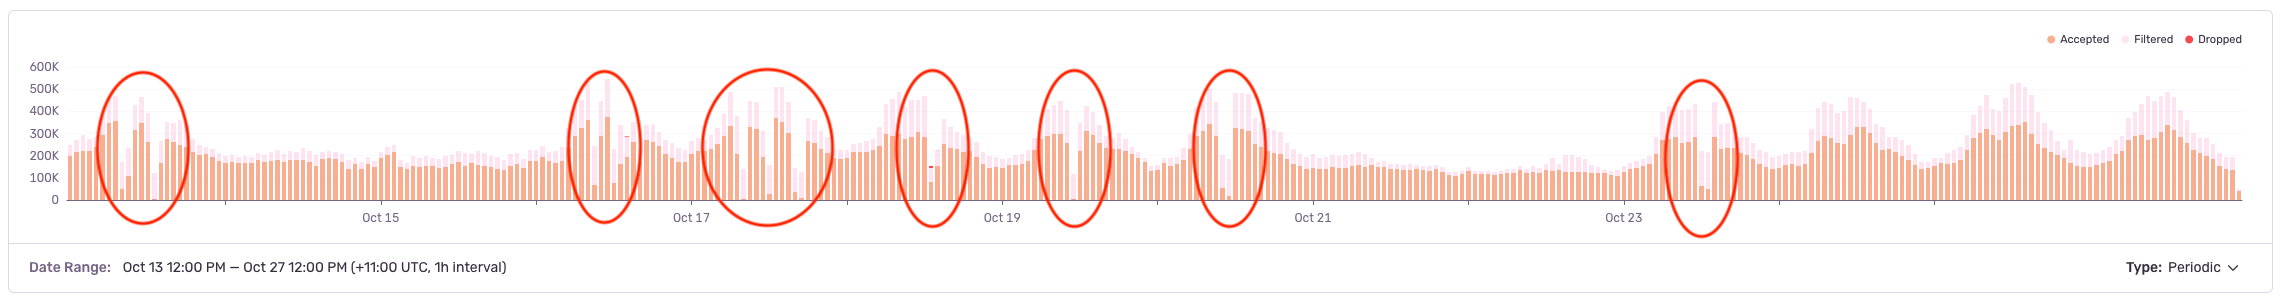 Accepted Filtered Dropped
600K
500K
400K
300K
200K
100K
0
Oct 15 Oct 17 Oct 19 Oct 21 Oct 23
Date Range: Oct 13 12:00 PM — Oct 27 12:00 PM (+11:00 UTC, 1h interval) Type: Periodic